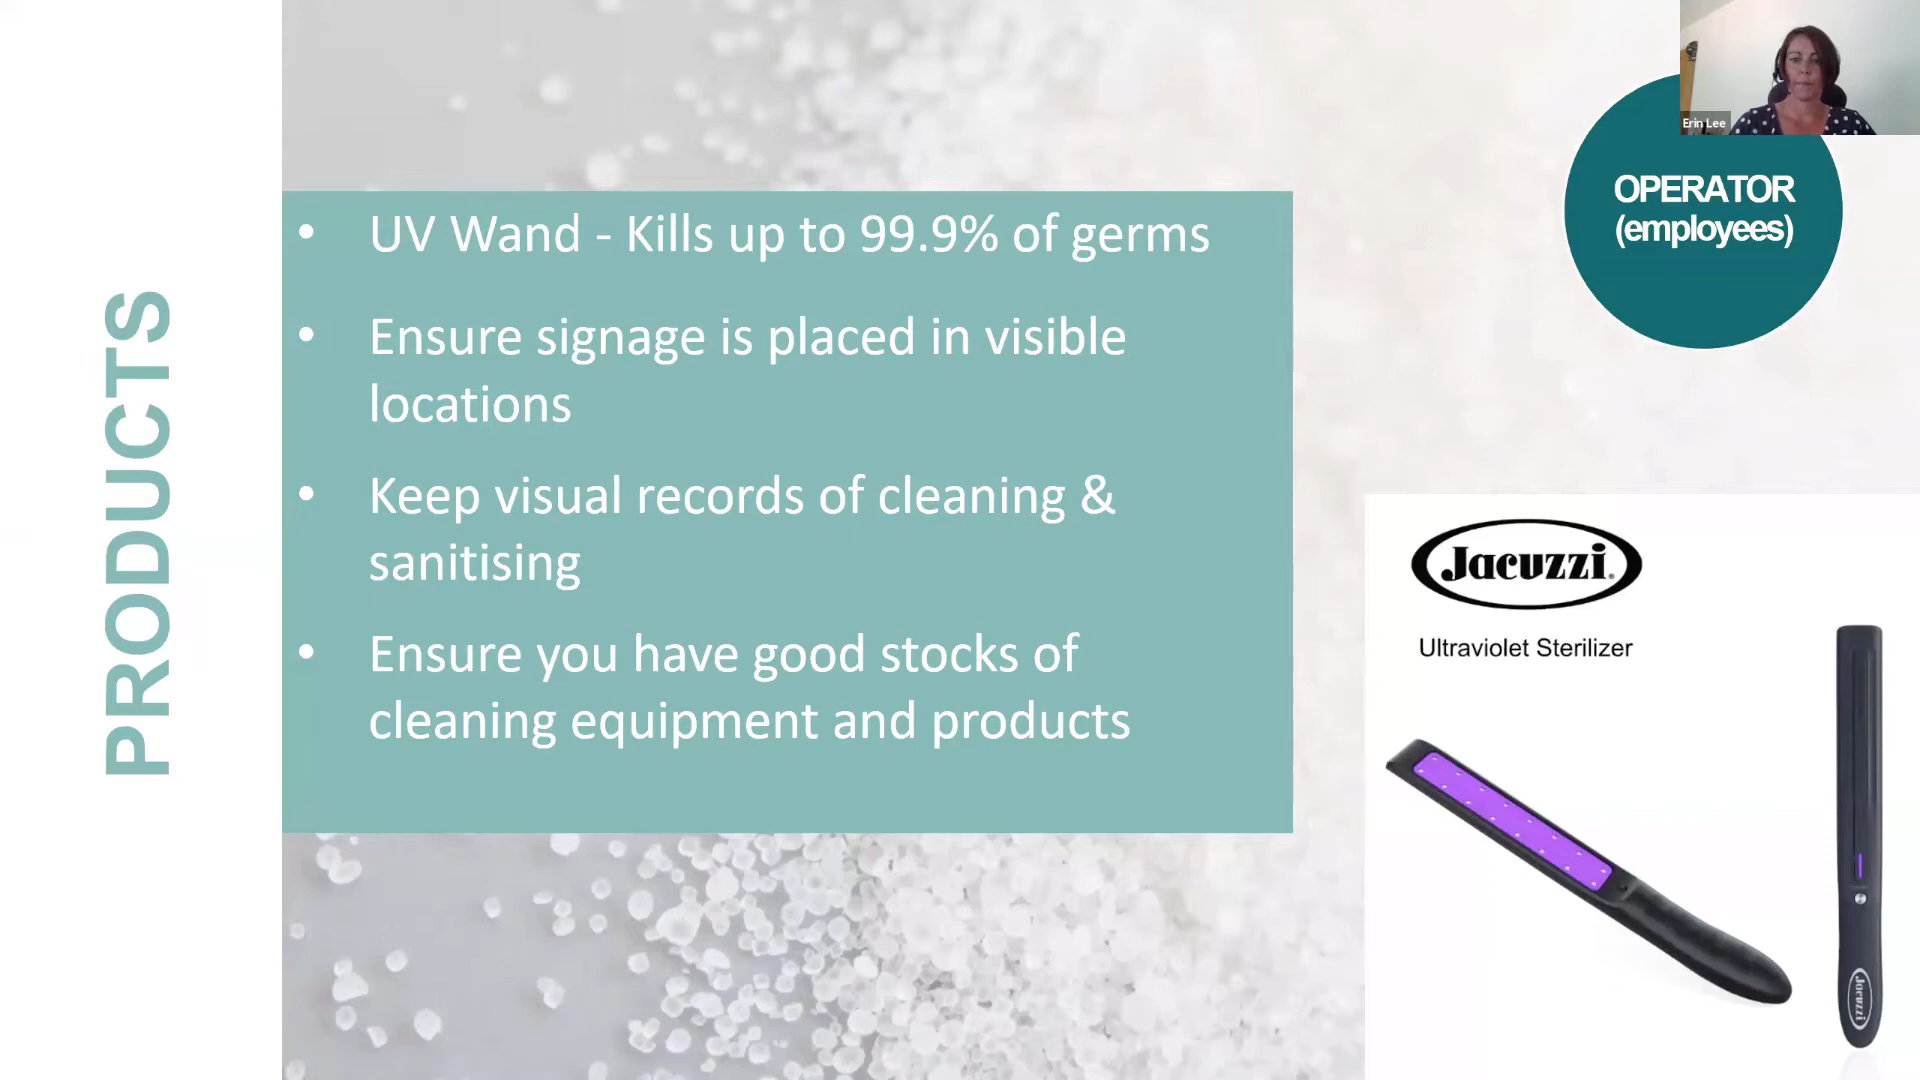 Erin Lee
OPERATOR
(employees)
PRODUCTS
• UV Wand - Kills up to 99.9% of germs
• Ensure signage is placed in visible
locations
• Keep visual records of cleaning &
sanitising
• Ensure you have good stocks of
cleaning equipment and products
Jacuzzi®
Ultraviolet Sterilizer
Jacuzzi